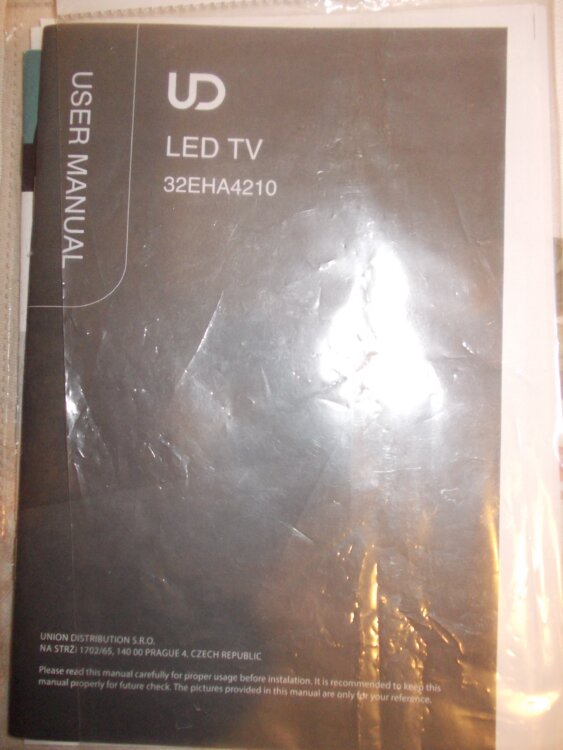 USER MANUAL
UD
LED TV
32EHA4210
UNION DISTRIBUTION S.R.O.
NA STRZi 1702/65, 140 00 PRAGUE 4, CZECH REPUBLIC
Please read this manual carefully for proper usage before instalation. It is recommended to keep this
manual properly for future check. The pictures provided in this manual are only for your reference.